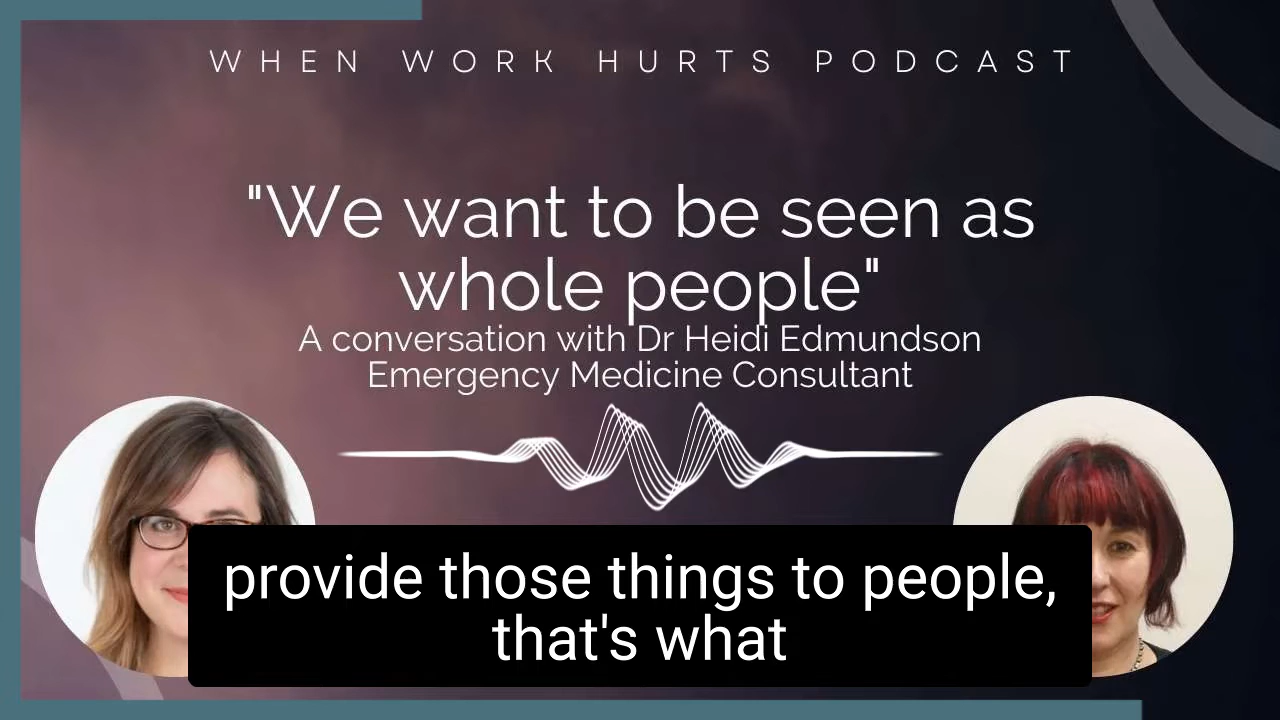 WHEN WORK HURTS PODCAST
"We want to be seen as
whole people"
A conversation with Dr Heidi Edmundson
Emergency Medicine Consultant
provide those things to people,
that's what